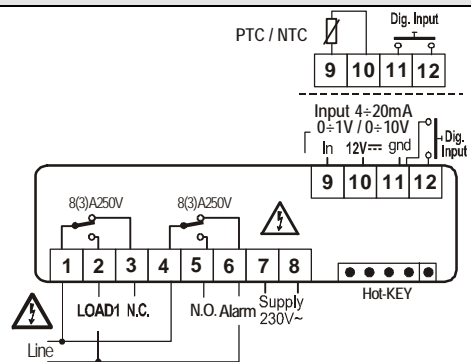 PTC / NTC
Dig. Input
9 10 11 12
Input 4÷20mA
0÷1V / 0÷10V
In 12V gnd
Dig.
Input
9 10 11 12
8(3)A250V 8(3)A250V
1 2 3 4 5 6 7 8
LOAD1 N.C. N.O. Alarm Supply
230V~
Hot-KEY
Line